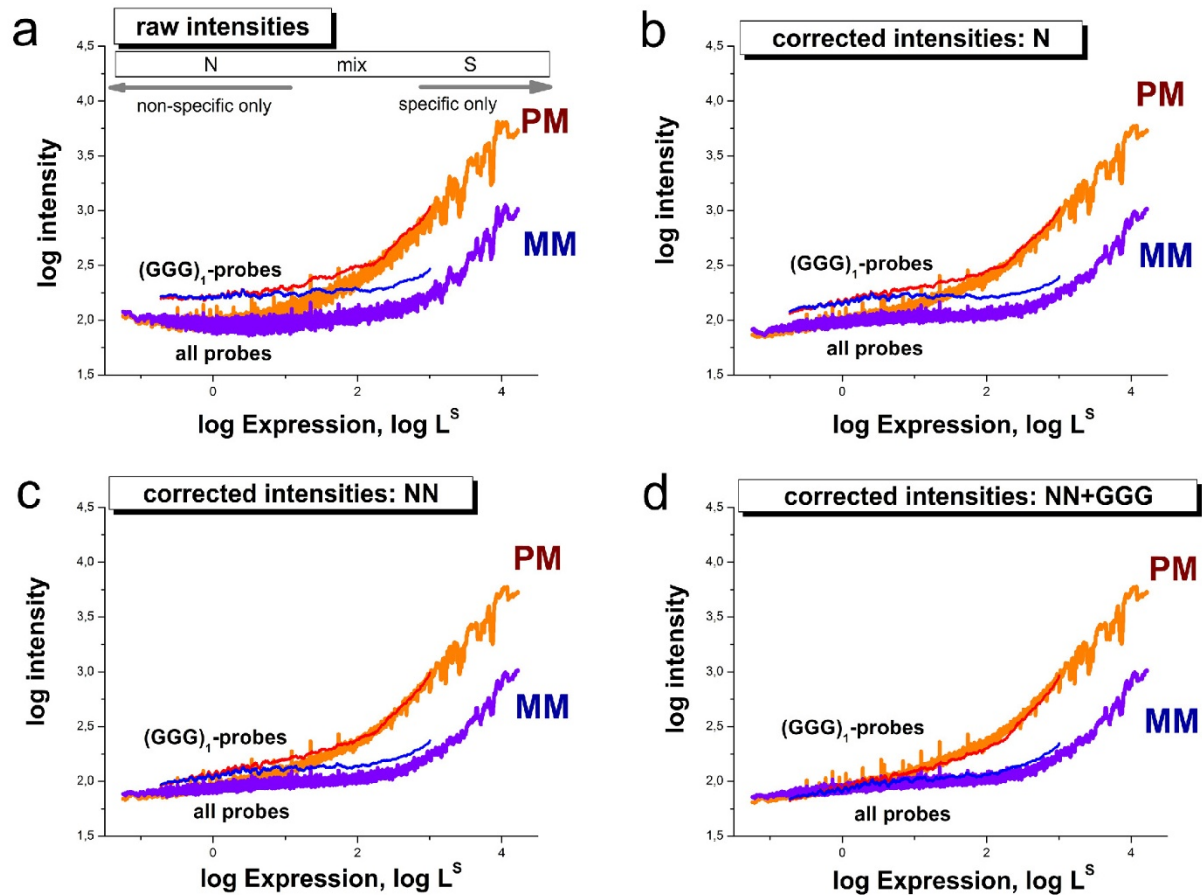 a
raw intensities
N mix S
non-specific only specific only
4,5
4,0
3,5
3,0
2,5
2,0
1,5
log intensity
PM
MM
(GGG)₁-probes
all probes
0 2 4
log Expression, log Lˢ
b
corrected intensities: N
4,5
4,0
3,5
3,0
2,5
2,0
1,5
log intensity
PM
MM
(GGG)₁-probes
all probes
0 2 4
log Expression, log Lˢ
c
corrected intensities: NN
4,5
4,0
3,5
3,0
2,5
2,0
1,5
log intensity
PM
MM
(GGG)₁-probes
all probes
0 2 4
log Expression, log Lˢ
d
corrected intensities: NN+GGG
4,5
4,0
3,5
3,0
2,5
2,0
1,5
log intensity
PM
MM
(GGG)₁-probes
all probes
0 2 4
log Expression, log Lˢ